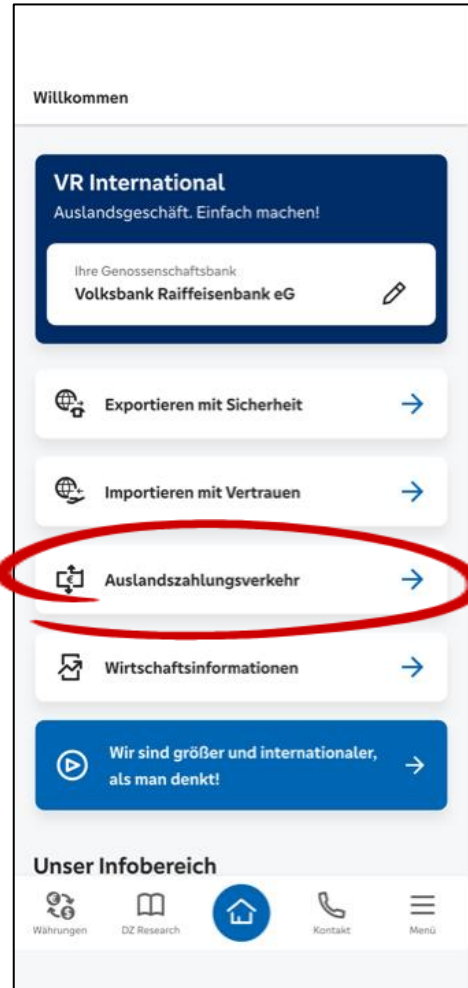 Willkommen
VR International
Auslandsgeschäft. Einfach machen!
Ihre Genossenschaftsbank
Volksbank Raiffeisenbank eG
Exportieren mit Sicherheit
Importieren mit Vertrauen
Auslandszahlungsverkehr
Wirtschaftsinformationen
Wir sind größer und internationaler,
als man denkt!
Unser Infobereich
Währungen DZ Research Kontakt Menü